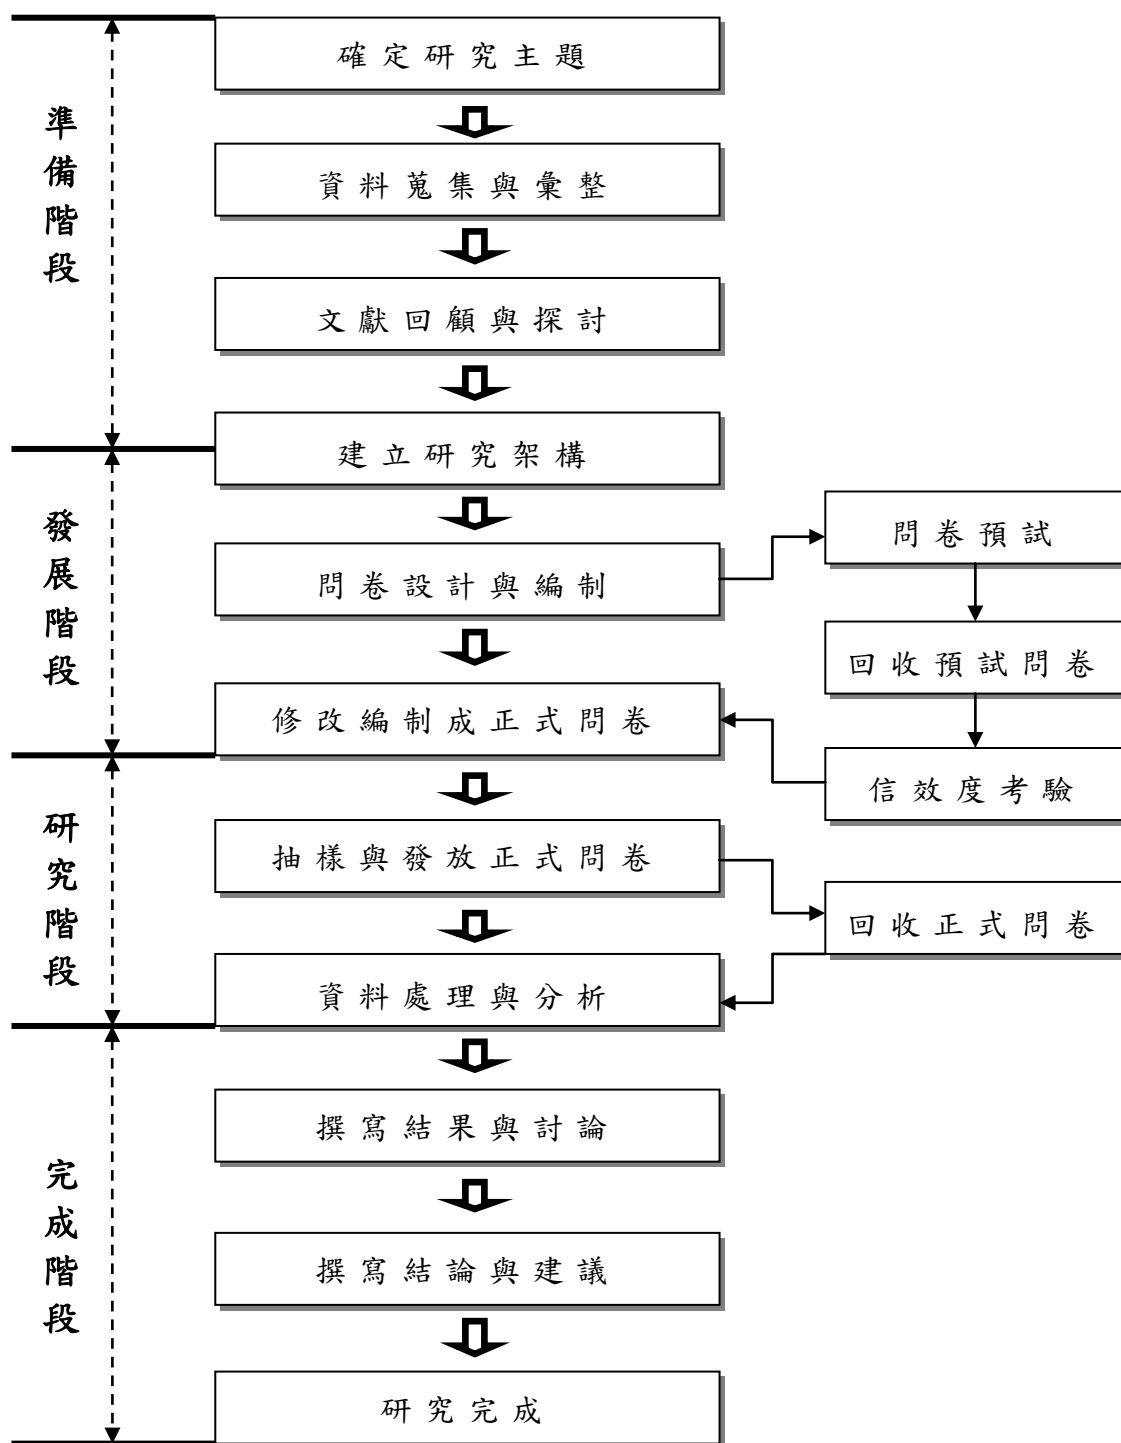 準備階段
確定研究主題
資料蒐集與彙整
文獻回顧與探討
發展階段
建立研究架構
問卷設計與編制
問卷預試
回收預試問卷
信效度考驗
修改編制成正式問卷
研究階段
抽樣與發放正式問卷
回收正式問卷
資料處理與分析
完成階段
撰寫結果與討論
撰寫結論與建議
研究完成